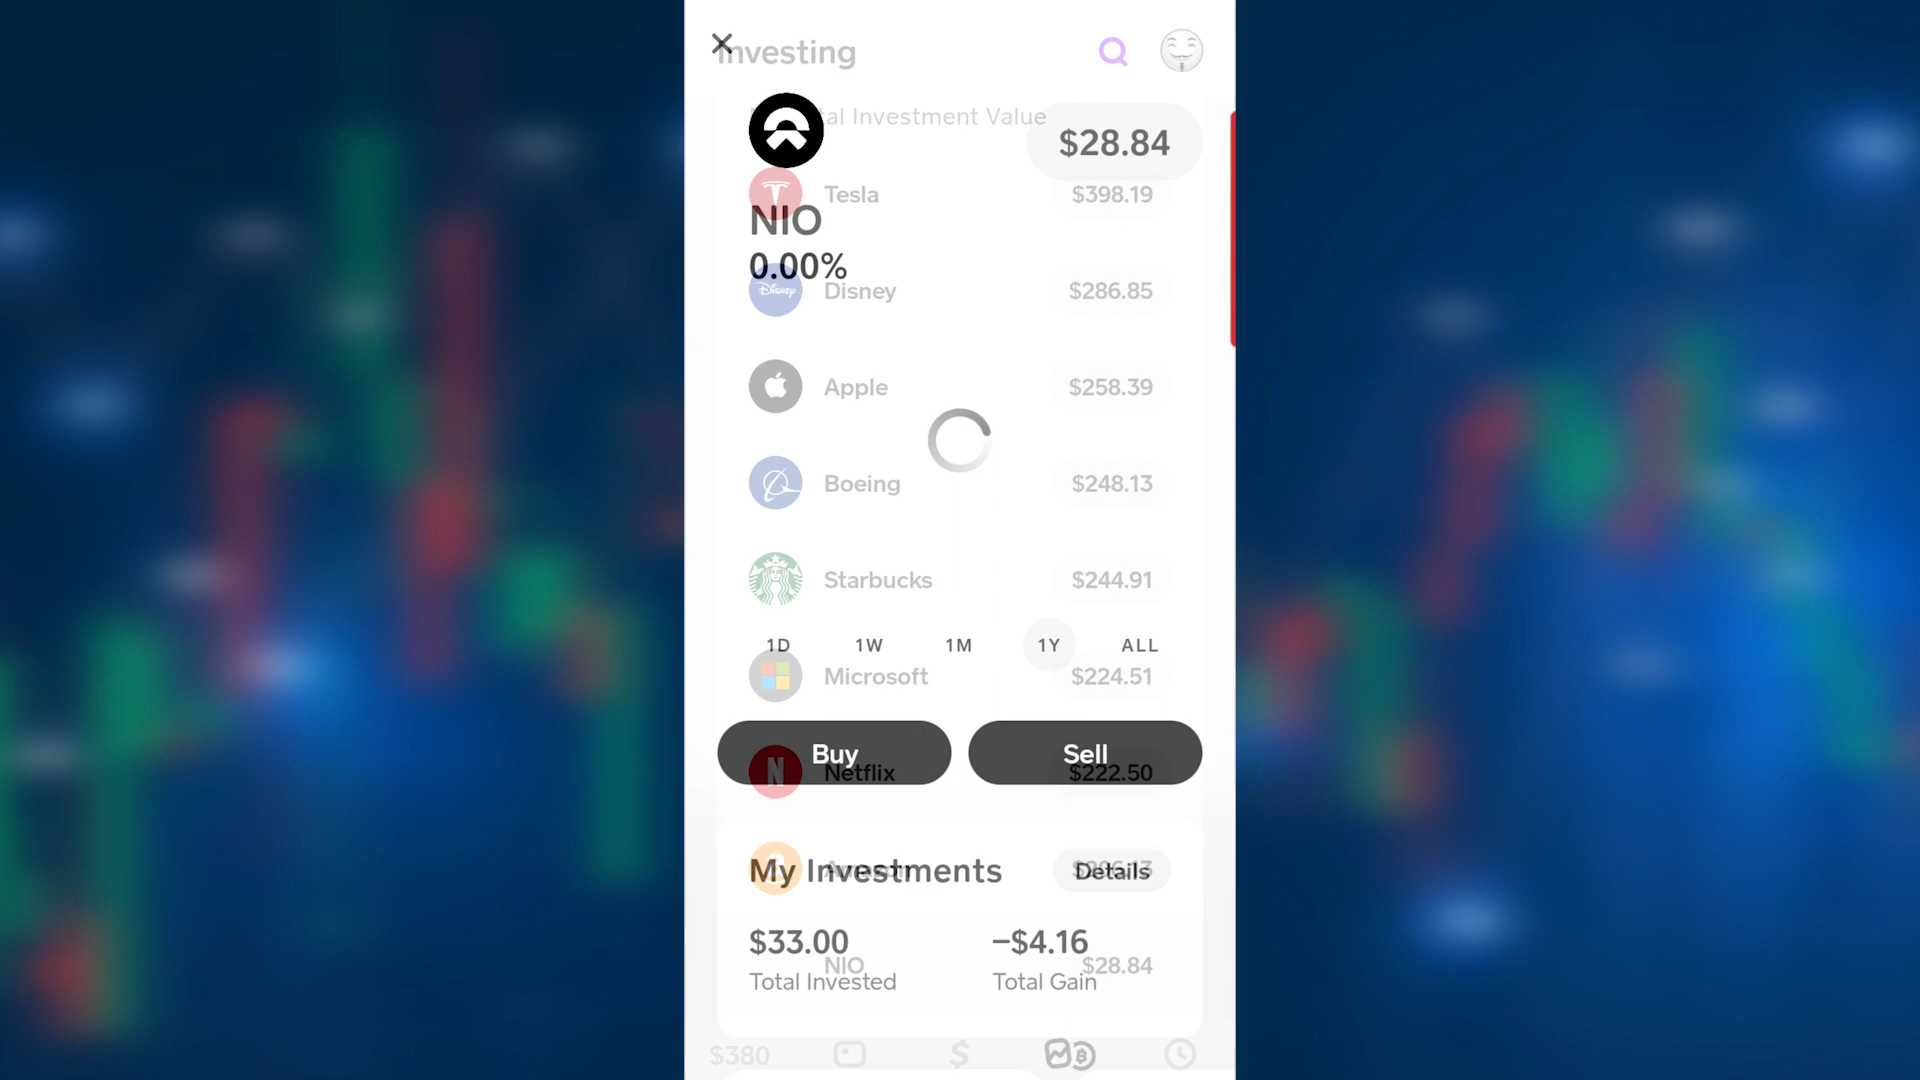 Investing
al Investment Value
$28.84
Tesla
$398.19
NIO
0.00%
Disney
Disney
$286.85
Apple
$258.39
Boeing
$248.13
Starbucks
$244.91
1D 1W 1M 1Y ALL
Microsoft
$224.51
Buy
Sell
Netflix
$222.50
My Investments
Details
$33.00
−$4.16
NIO
$28.84
Total Invested
Total Gain
$380